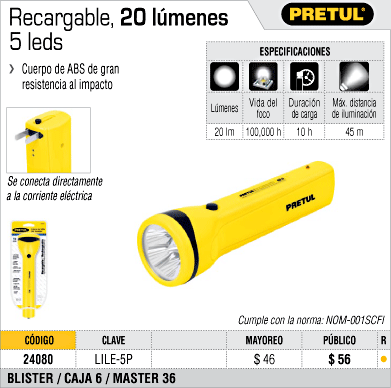 Recargable, 20 lúmenes
5 leds
PRETUL®
Cuerpo de ABS de gran
resistencia al impacto
ESPECIFICACIONES
Lúmenes
Vida del
foco
Duración
de carga
Máx. distancia
de iluminación
20 lm
100,000 h
10 h
45 m
Se conecta directamente
a la corriente eléctrica
PRETUL
PRETUL
Cumple con la norma: NOM-001SCFI
CÓDIGO CLAVE MAYOREO PÚBLICO R
24080 LILE-5P $ 46 $ 56
BLISTER / CAJA 6 / MASTER 36